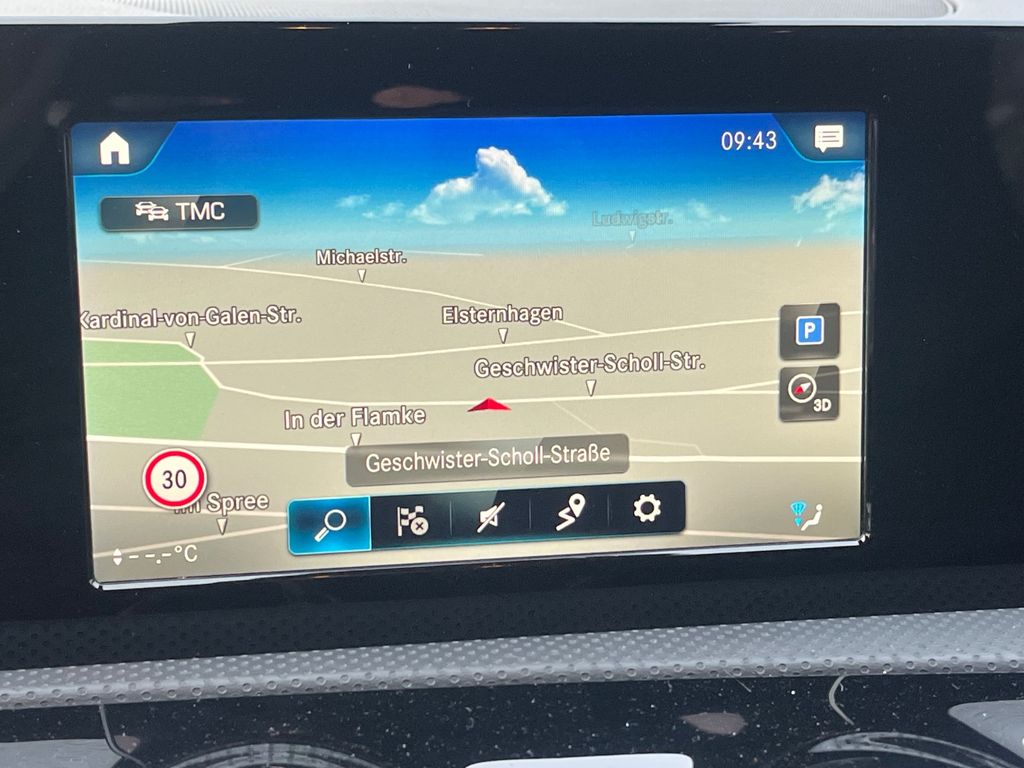 09:43
TMC
Ludwigstr.
Michaelstr.
Kardinal-von-Galen-Str.
Elsternhagen
P
Geschwister-Scholl-Str.
3D
In der Flamke
Geschwister-Scholl-Straße
30
Spree
--.-°C